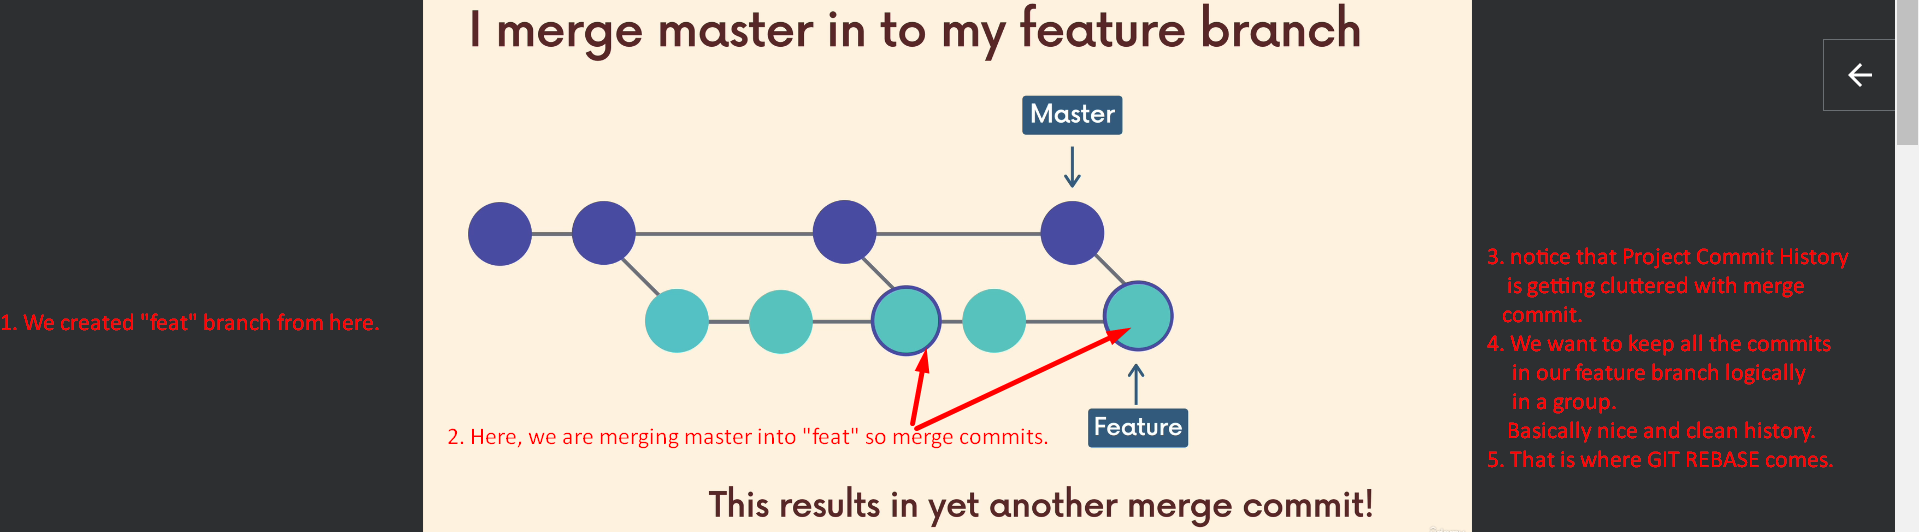 I merge master in to my feature branch
Master
1. We created "feat" branch from here.
2. Here, we are merging master into "feat" so merge commits.
Feature
This results in yet another merge commit!
3. notice that Project Commit History
is getting cluttered with merge
commit.
4. We want to keep all the commits
in our feature branch logically
in a group.
Basically nice and clean history.
5. That is where GIT REBASE comes.